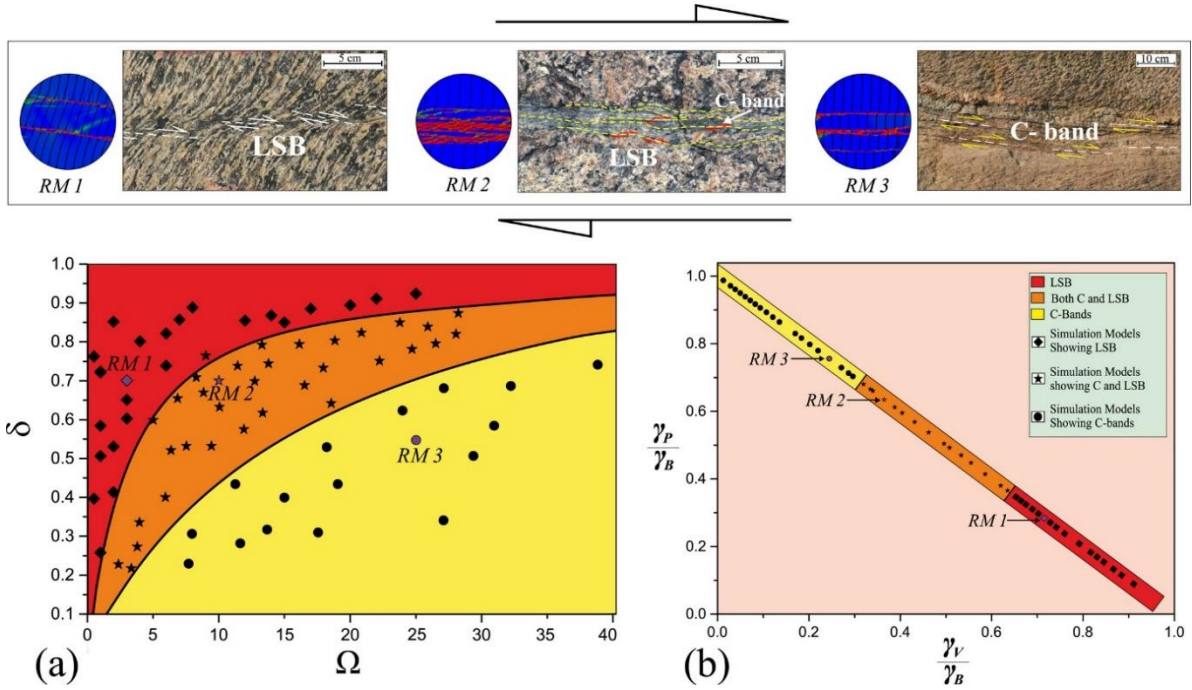 5 cm
LSB
RM 1
5 cm
C- band
LSB
RM 2
10 cm
C- band
RM 3
1.0
0.9
0.8
0.7
0.6
0.5
0.4
0.3
0.2
0.1
δ
RM 1
RM 2
RM 3
0 5 10 15 20 25 30 35 40
(a)
Ω
1.0
0.8
0.6
0.4
0.2
0.0
γP
γB
LSB
Both C and LSB
C-Bands
Simulation Models
Showing LSB
Simulation Models
showing C and LSB
Simulation Models
Showing C-bands
RM 3
RM 2
RM 1
0.0 0.2 0.4 0.6 0.8 1.0
(b)
γV
γB